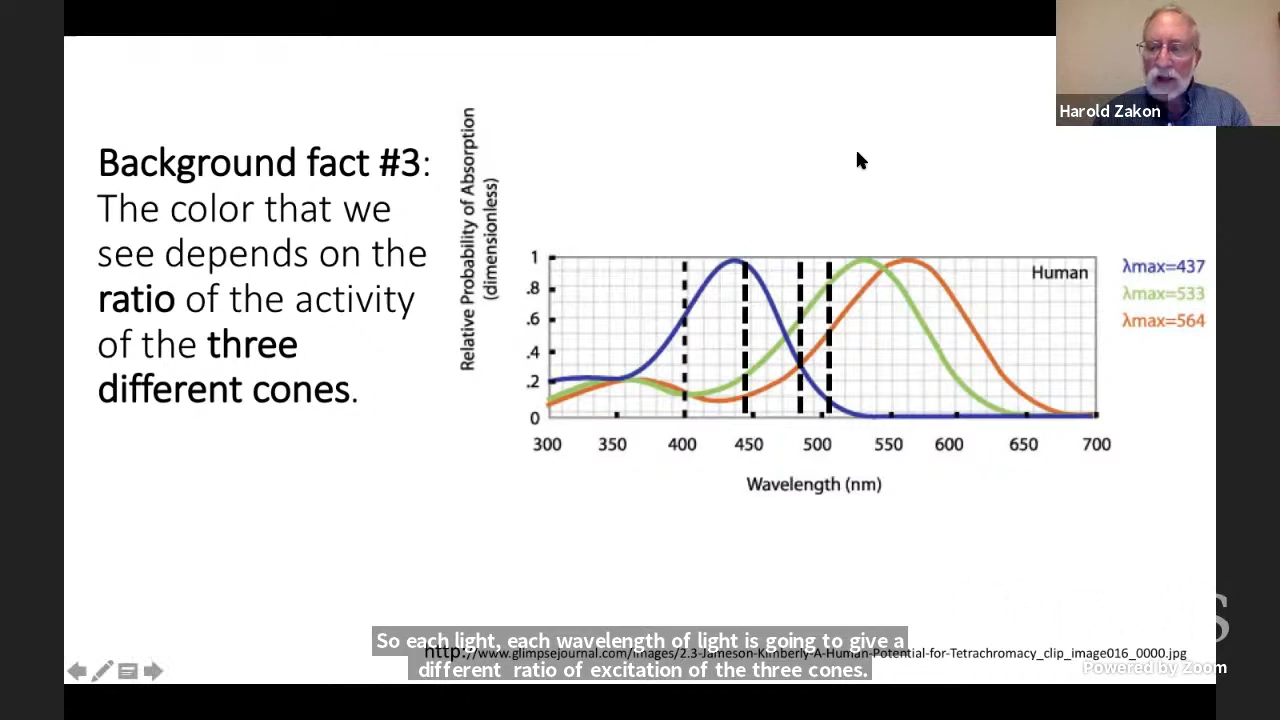 Harold Zakon
Background fact #3:
The color that we
see depends on the
ratio of the activity
of the three
different cones.
Relative Probability of Absorption
(dimensionless)
1
.8
.6
.4
.2
0
Human
λmax=437
λmax=533
λmax=564
300 350 400 450 500 550 600 650 700
Wavelength (nm)
So each light, each wavelength of light is going to give a
different ratio of excitation of the three cones.
http://www.glimpsejournal.com/images/2.3-Jameson-Kimberly-A-Human-Potential-for-Tetrachromacy_clip_image016_0000.jpg
S
Powered by Zoom